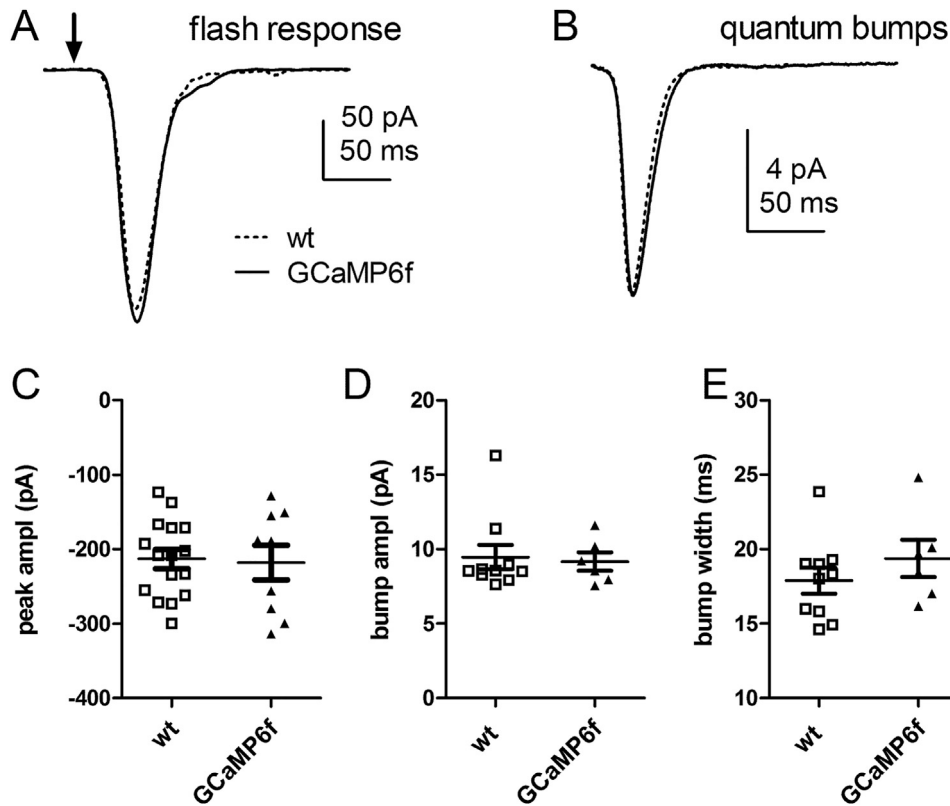 A
flash response
50 pA
50 ms
wt
GCaMP6f
B
quantum bumps
4 pA
50 ms
C
peak ampl (pA)
0
-100
-200
-300
-400
wt
GCaMP6f
D
bump ampl (pA)
20
15
10
5
0
wt
GCaMP6f
E
bump width (ms)
30
25
20
15
10
wt
GCaMP6f